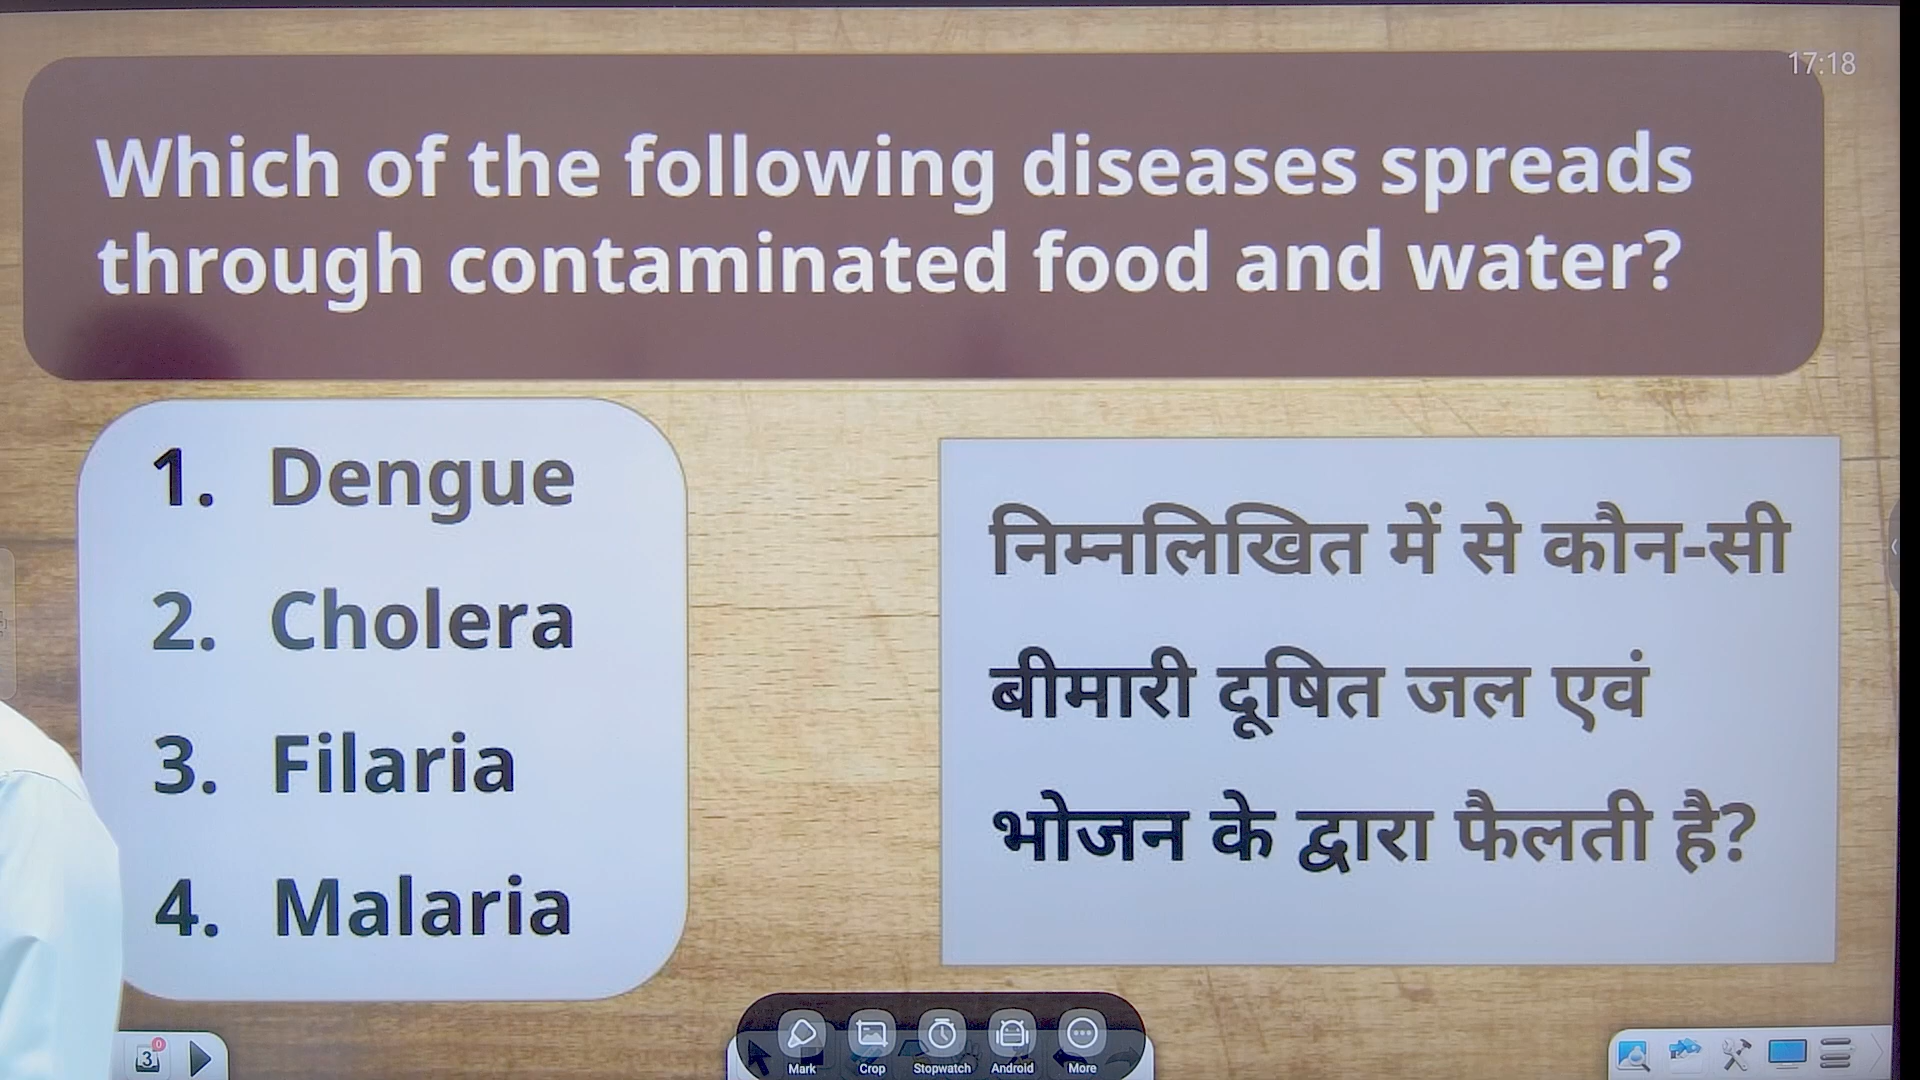 17:18
Which of the following diseases spreads
through contaminated food and water?
1. Dengue
2. Cholera
3. Filaria
4. Malaria
निम्नलिखित में से कौन-सी
बीमारी दूषित जल एवं
भोजन के द्वारा फैलती है?
3
0
Mark Crop Stopwatch Android More